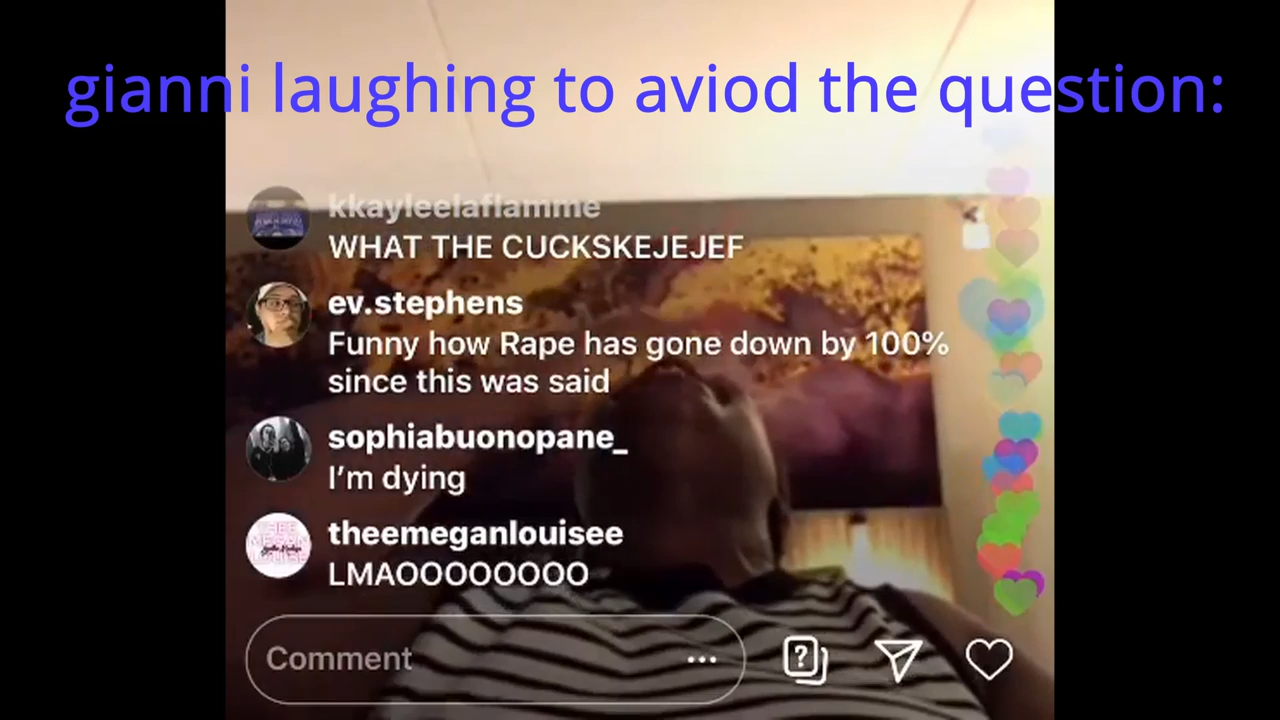 gianni laughing to aviod the question:
kkayleelaflamme
WHAT THE CUCKSKEJEJEF
ev.stephens
Funny how Rape has gone down by 100%
since this was said
sophiabuonopane_
I'm dying
theemeganlouisee
LMAOOOOOOOO
Comment